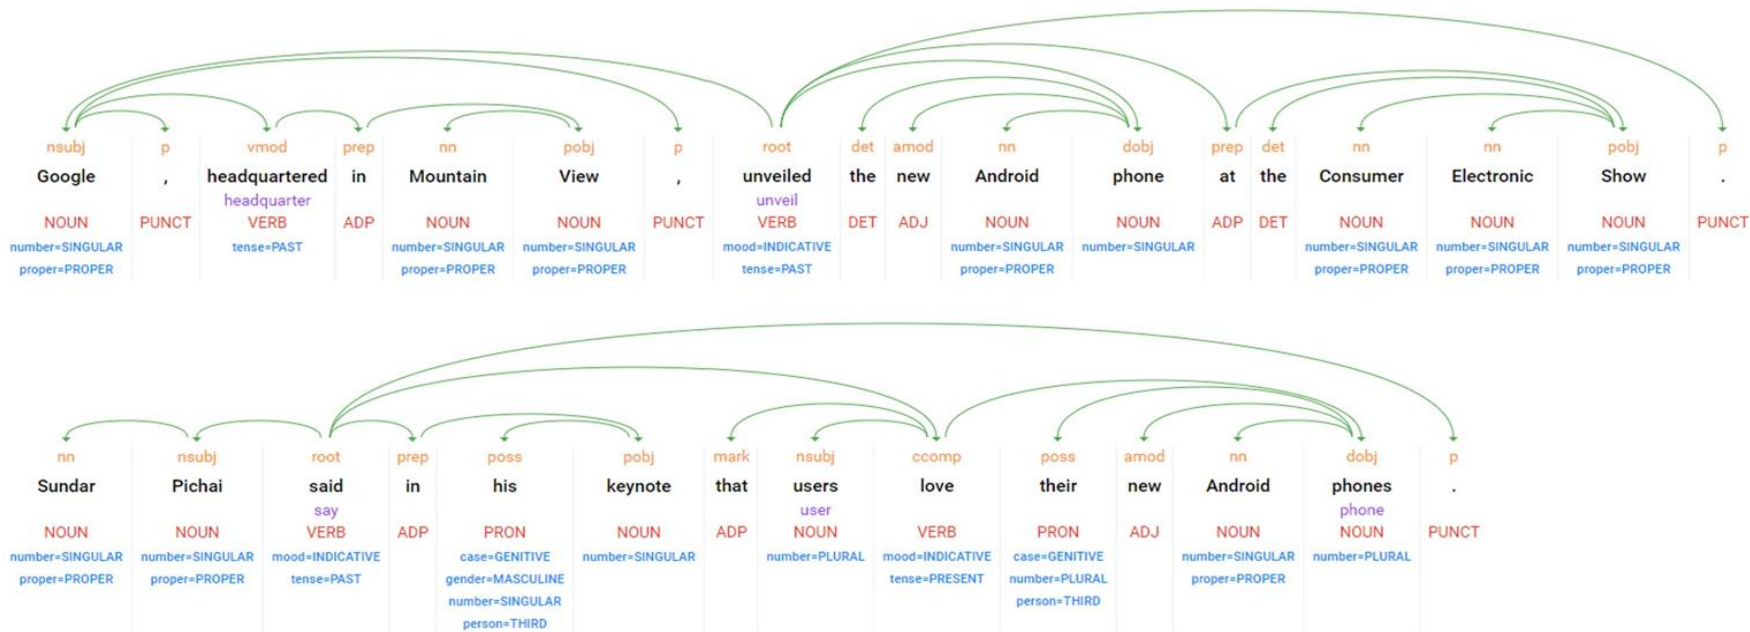 nsubj p vmod prep nn pobj p root det amod nn dobj prep det nn nn pobj p
Google , headquartered in Mountain View , unveiled the new Android phone at the Consumer Electronic Show .
headquarter unveil
NOUN PUNCT VERB ADP NOUN NOUN PUNCT VERB DET ADJ NOUN NOUN ADP DET NOUN NOUN NOUN PUNCT
number=SINGULAR tense=PAST number=SINGULAR number=SINGULAR mood=INDICATIVE number=SINGULAR number=SINGULAR number=SINGULAR number=SINGULAR number=SINGULAR
proper=PROPER proper=PROPER proper=PROPER tense=PAST proper=PROPER proper=PROPER proper=PROPER proper=PROPER
nn nsubj root prep poss pobj mark nsubj ccomp poss amod nn dobj p
Sundar Pichai said in his keynote that users love their new Android phones .
say user phone
NOUN NOUN VERB ADP PRON NOUN ADP NOUN VERB PRON ADJ NOUN NOUN PUNCT
number=SINGULAR number=SINGULAR mood=INDICATIVE case=GENITIVE number=SINGULAR number=PLURAL mood=INDICATIVE case=GENITIVE number=SINGULAR number=PLURAL
proper=PROPER proper=PROPER tense=PAST gender=MASCULINE tense=PRESENT number=PLURAL proper=PROPER
number=SINGULAR person=THIRD
person=THIRD